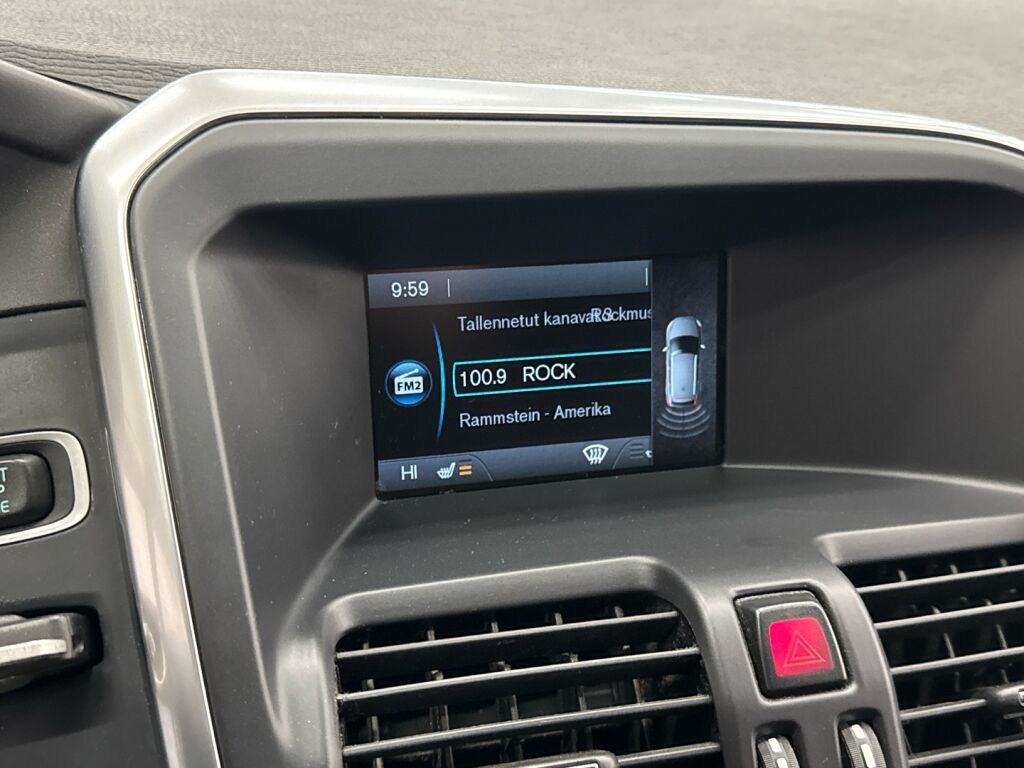 9:59
Tallennetut kanavat
100.9 ROCK
FM2
Rammstein - Amerika
HI